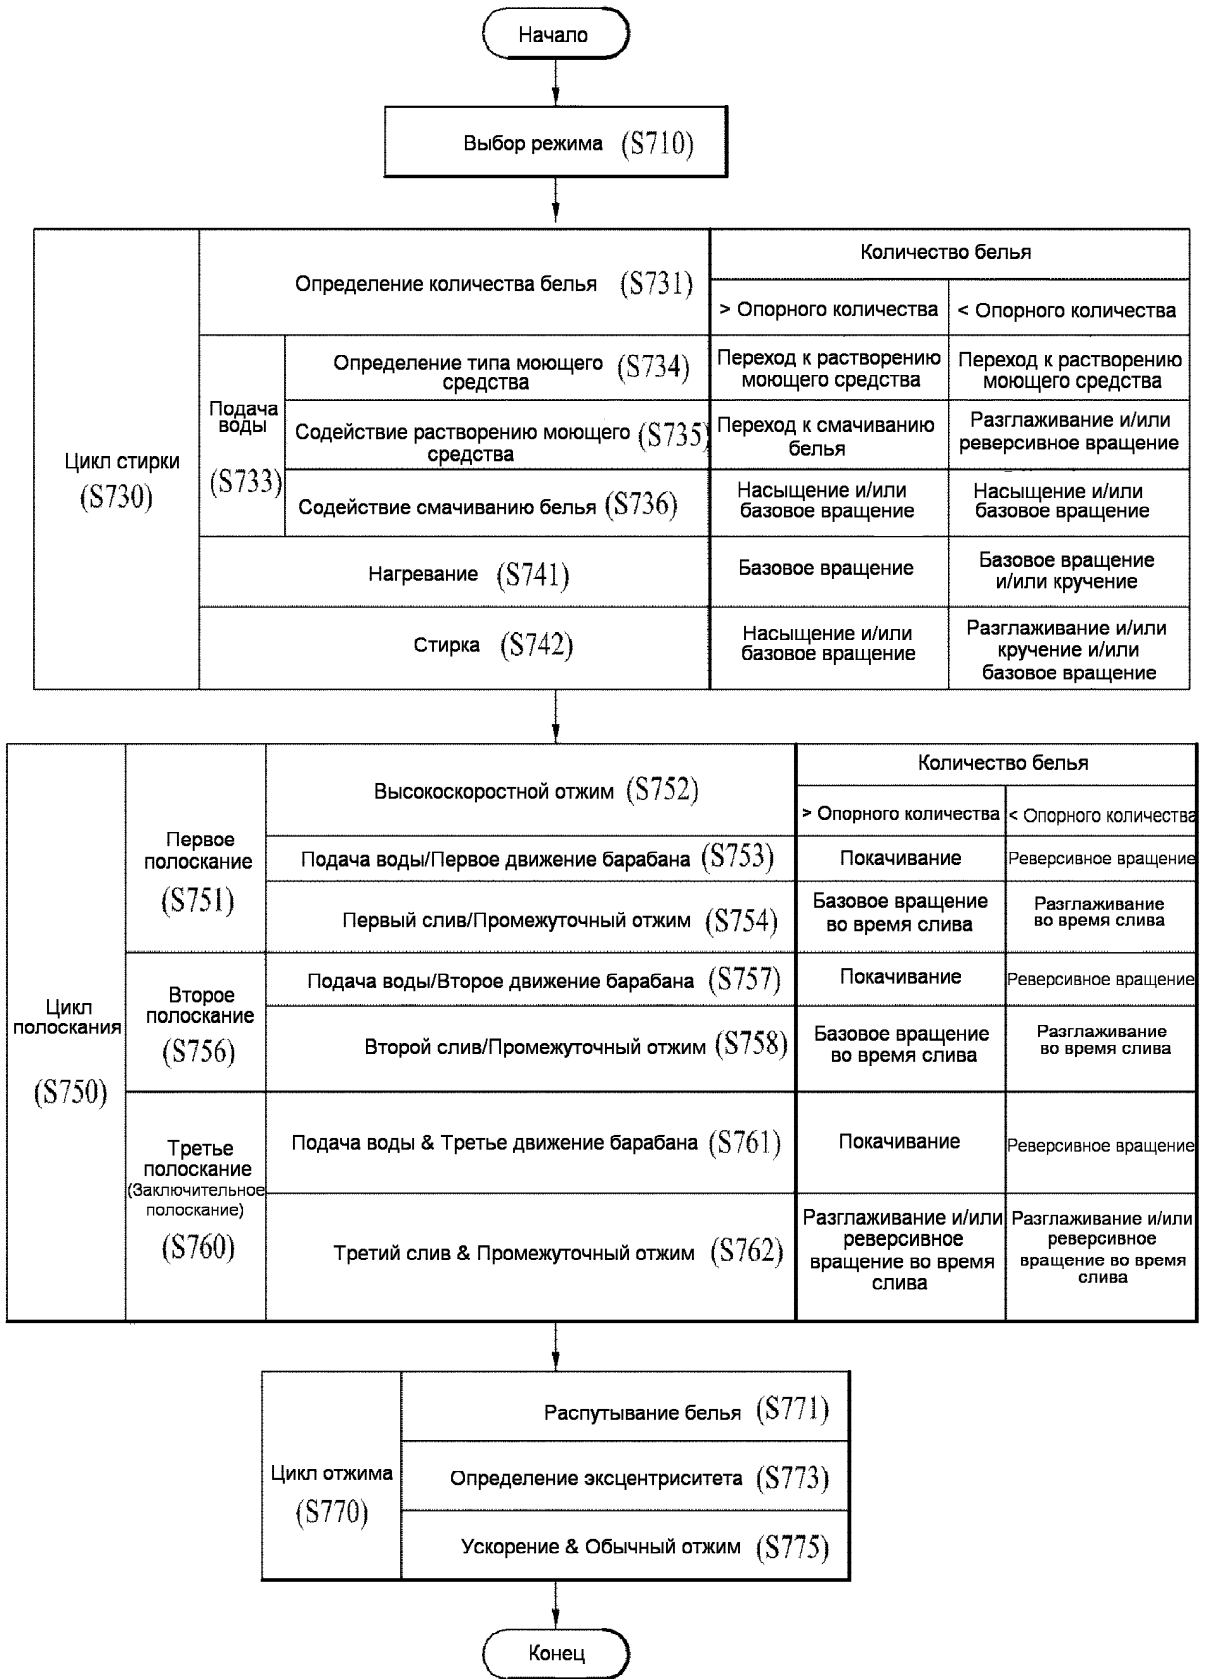 Начало
Выбор режима (S710)
Цикл стирки
(S730)
Определение количества белья (S731)
Количество белья
> Опорного количества
< Опорного количества
Подача
воды
(S733)
Определение типа моющего
средства
(S734)
Переход к растворению
моющего средства
Переход к растворению
моющего средства
Содействие растворению моющего
средства
(S735)
Переход к смачиванию
белья
Разглаживание и/или
реверсивное вращение
Содействие смачиванию белья (S736)
Насыщение и/или
базовое вращение
Насыщение и/или
базовое вращение
Нагревание (S741)
Базовое вращение
Базовое вращение
и/или кручение
Стирка (S742)
Насыщение и/или
базовое вращение
Разглаживание и/или
кручение и/или
базовое вращение
Цикл
полоскания
(S750)
Первое
полоскание
(S751)
Высокоскоростной отжим (S752)
Количество белья
> Опорного количества
< Опорного количества
Подача воды/Первое движение барабана (S753)
Покачивание
Реверсивное вращение
Первый слив/Промежуточный отжим (S754)
Базовое вращение
во время слива
Разглаживание
во время слива
Второе
полоскание
(S756)
Подача воды/Второе движение барабана (S757)
Покачивание
Реверсивное вращение
Второй слив/Промежуточный отжим (S758)
Базовое вращение
во время слива
Разглаживание
во время слива
Третье
полоскание
(Заключительное
полоскание)
(S760)
Подача воды & Третье движение барабана (S761)
Покачивание
Реверсивное вращение
Третий слив & Промежуточный отжим (S762)
Разглаживание и/или
реверсивное
вращение во время
слива
Разглаживание и/или
реверсивное
вращение во время
слива
Цикл отжима
(S770)
Распутывание белья (S771)
Определение эксцентриситета (S773)
Ускорение & Обычный отжим (S775)
Конец